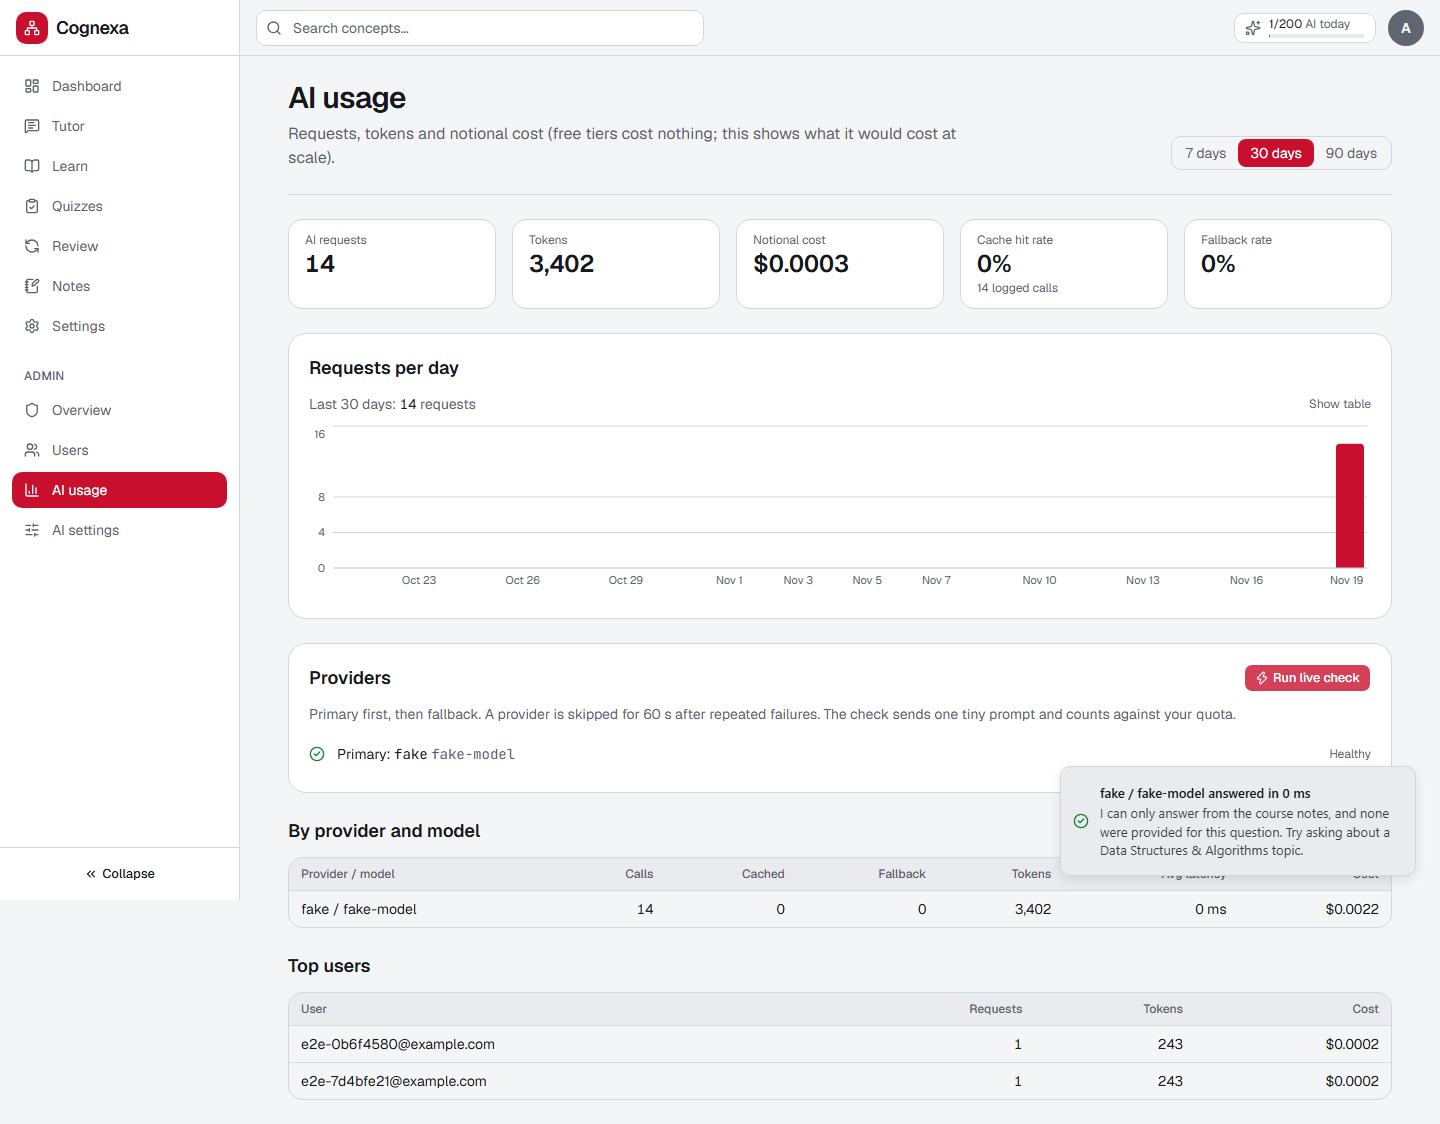 Cognexa
Search concepts...
1/200 AI today
A
Dashboard
Tutor
Learn
Quizzes
Review
Notes
Settings
ADMIN
Overview
Users
AI usage
AI settings
Collapse
AI usage
Requests, tokens and notional cost (free tiers cost nothing; this shows what it would cost at
scale).
7 days 30 days 90 days
AI requests
14
Tokens
3,402
Notional cost
$0.0003
Cache hit rate
0%
14 logged calls
Fallback rate
0%
Requests per day
Last 30 days: 14 requests
Show table
16
8
4
0
Oct 23 Oct 26 Oct 29 Nov 1 Nov 3 Nov 5 Nov 7 Nov 10 Nov 13 Nov 16 Nov 19
Providers
Run live check
Primary first, then fallback. A provider is skipped for 60 s after repeated failures. The check sends one tiny prompt and counts against your quota.
Primary: fake fake-model
Healthy
fake / fake-model answered in 0 ms
I can only answer from the course notes, and none
were provided for this question. Try asking about a
Data Structures & Algorithms topic.
By provider and model
Provider / model Calls Cached Fallback Tokens Avg latency Cost
fake / fake-model 14 0 0 3,402 0 ms $0.0022
Top users
User Requests Tokens Cost
e2e-0b6f4580@example.com 1 243 $0.0002
e2e-7d4bfe21@example.com 1 243 $0.0002